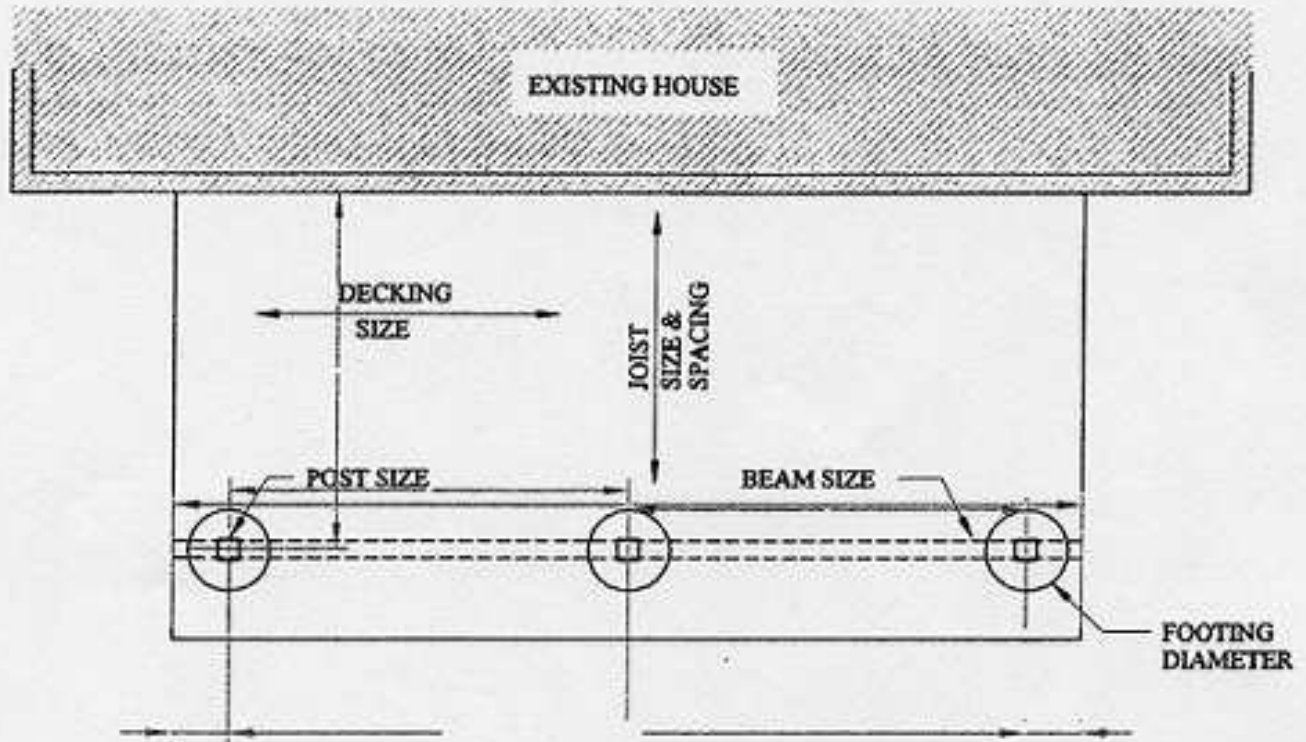 EXISTING HOUSE
DECKING
SIZE
JOIST
SIZE &
SPACING
POST SIZE
BEAM SIZE
FOOTING
DIAMETER